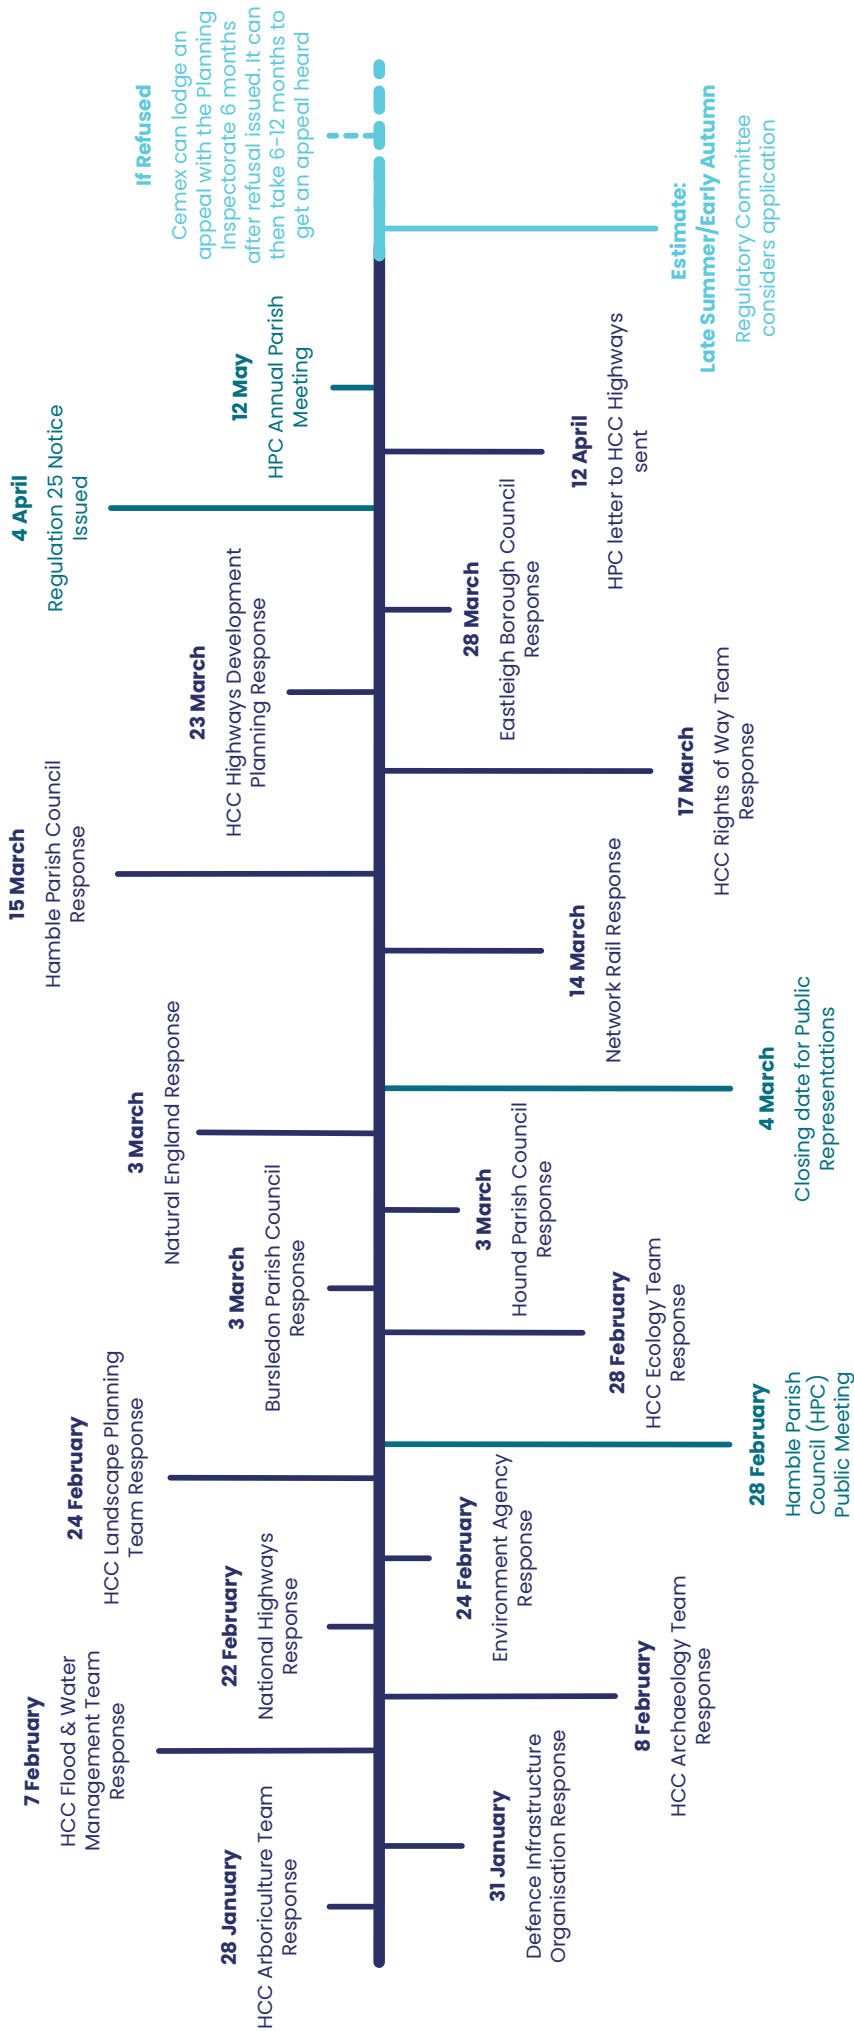 28 January
HCC Arboriculture Team
Response
31 January
Defence Infrastructure
Organisation Response
7 February
HCC Flood & Water
Management Team
Response
8 February
HCC Archaeology Team
Response
22 February
National Highways
Response
24 February
Environment Agency
Response
24 February
HCC Landscape Planning
Team Response
28 February
Hamble Parish
Council (HPC)
Public Meeting
28 February
HCC Ecology Team
Response
3 March
Bursledon Parish Council
Response
3 March
Hound Parish Council
Response
3 March
Natural England Response
4 March
Closing date for Public
Representations
14 March
Network Rail Response
15 March
Hamble Parish Council
Response
17 March
HCC Rights of Way Team
Response
23 March
HCC Highways Development
Planning Response
28 March
Eastleigh Borough Council
Response
4 April
Regulation 25 Notice
Issued
12 April
HPC letter to HCC Highways
sent
12 May
HPC Annual Parish
Meeting
Estimate:
Late Summer/Early Autumn
Regulatory Committee
considers application
If Refused
Cemex can lodge an
appeal with the Planning
Inspectorate 6 months
after refusal issued. It can
then take 6-12 months to
get an appeal heard